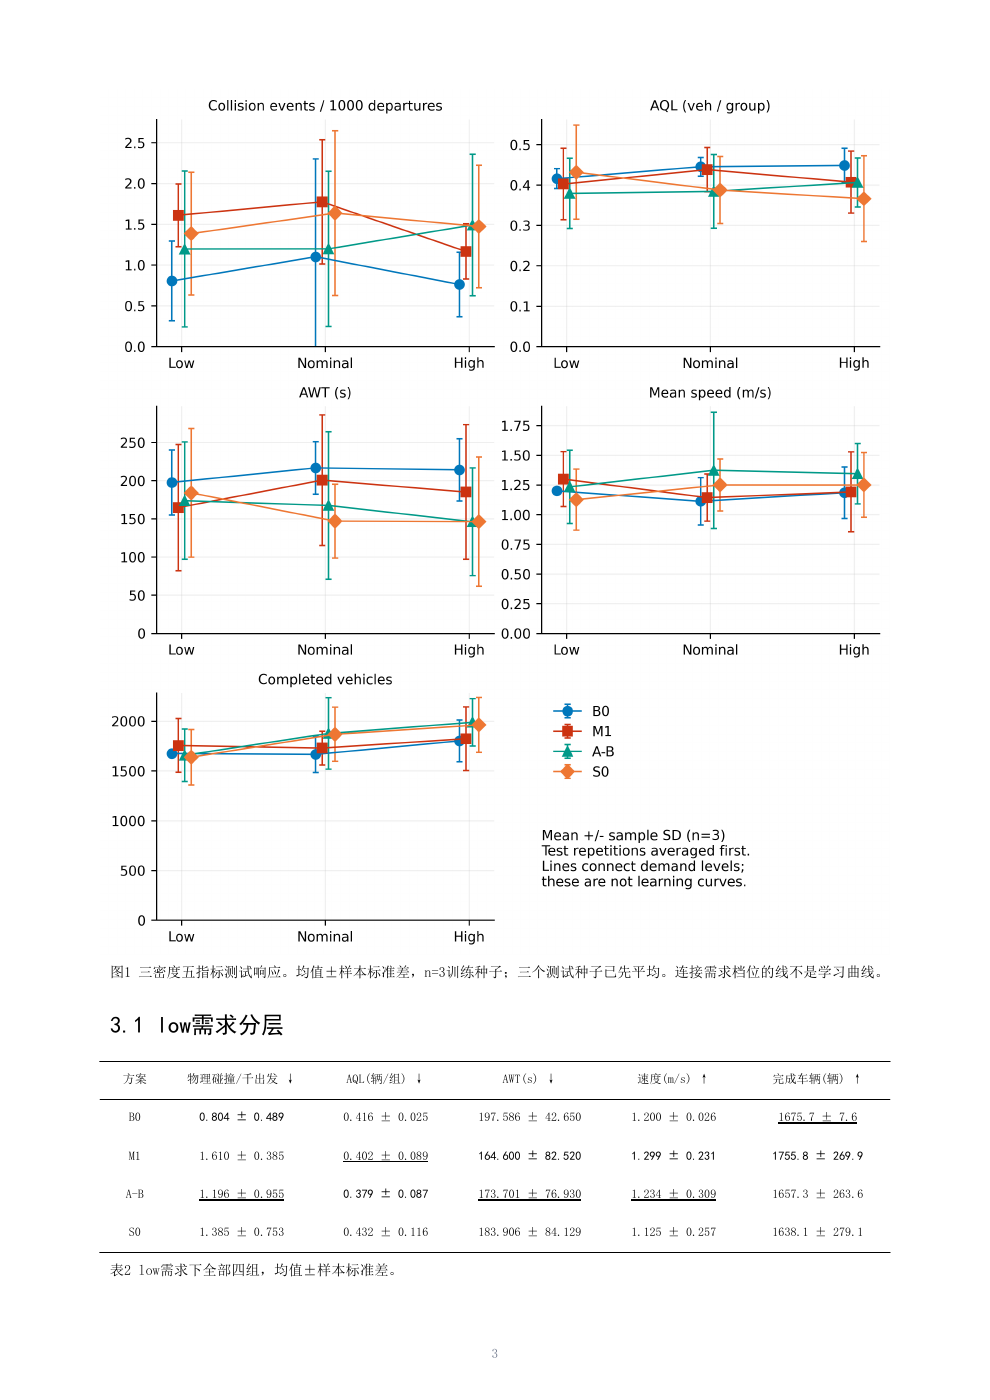 Collision events / 1000 departures
2.5
2.0
1.5
1.0
0.5
0.0
Low Nominal High
AQL (veh / group)
0.5
0.4
0.3
0.2
0.1
0.0
Low Nominal High
AWT (s)
250
200
150
100
50
0
Low Nominal High
Mean speed (m/s)
1.75
1.50
1.25
1.00
0.75
0.50
0.25
0.00
Low Nominal High
Completed vehicles
2000
1500
1000
500
0
Low Nominal High
B0
M1
A-B
S0
Mean +/- sample SD (n=3)
Test repetitions averaged first.
Lines connect demand levels;
these are not learning curves.
图1 三密度五指标测试响应。均值±样本标准差，n=3训练种子；三个测试种子已先平均。连接需求档位的线不是学习曲线。
3.1 low需求分层
方案 物理碰撞/千出发 ↓ AQL(辆/组) ↓ AWT(s) ↓ 速度(m/s) ↑ 完成车辆(辆) ↑
B0 0.804 ± 0.489 0.416 ± 0.025 197.586 ± 42.650 1.200 ± 0.026 1675.7 ± 7.6
M1 1.610 ± 0.385 0.402 ± 0.089 164.600 ± 82.520 1.299 ± 0.231 1755.8 ± 269.9
A-B 1.196 ± 0.955 0.379 ± 0.087 173.701 ± 76.930 1.234 ± 0.309 1657.3 ± 263.6
S0 1.385 ± 0.753 0.432 ± 0.116 183.906 ± 84.129 1.125 ± 0.257 1638.1 ± 279.1
表2 low需求下全部四组，均值±样本标准差。
3